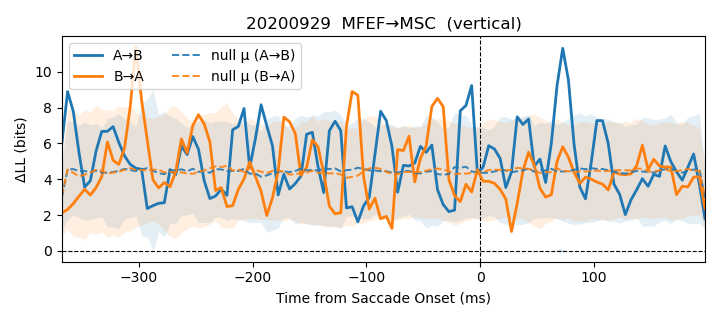 20200929  MFEF→MSC  (vertical)
ΔLL (bits)
10
8
6
4
2
0
A→B
B→A
null μ (A→B)
null μ (B→A)
−300
−200
−100
0
100
Time from Saccade Onset (ms)